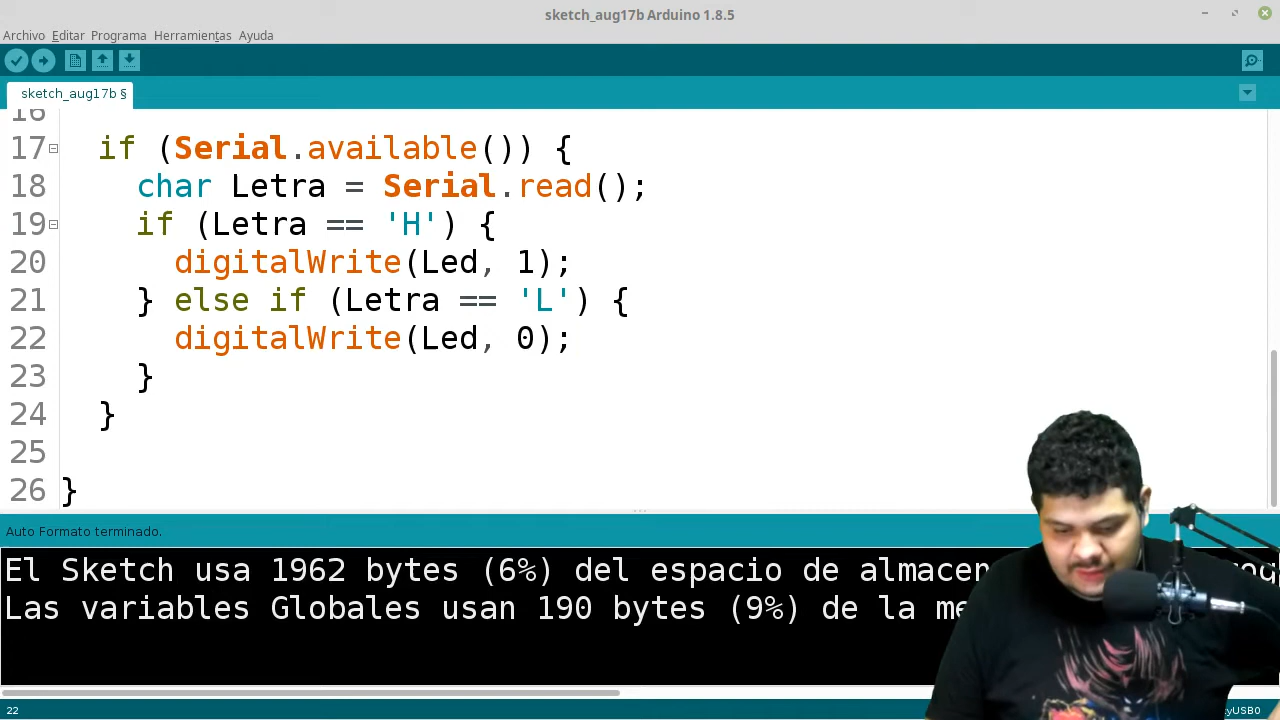 sketch_aug17b Arduino 1.8.5
Archivo Editar Programa Herramientas Ayuda
sketch_aug17b §
16
17 if (Serial.available()) {
18 char Letra = Serial.read();
19 if (Letra == 'H') {
20 digitalWrite(Led, 1);
21 } else if (Letra == 'L') {
22 digitalWrite(Led, 0);
23 }
24 }
25
26 }
Auto Formato terminado.
El Sketch usa 1962 bytes (6%) del espacio de
Las variables Globales usan 190 bytes (9%) de la
22